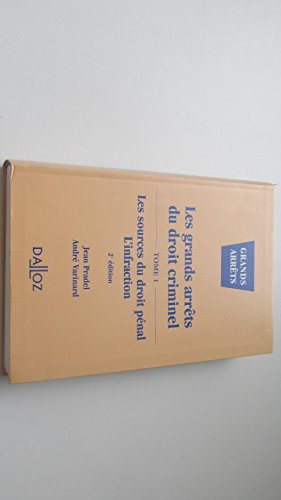 GRANDS
ARRÊTS
Les grands arrêts
du droit criminel
TOME 1
Les sources du droit pénal
L'infraction
2e édition
Jean Pradel
André Varinard
DALLOZ